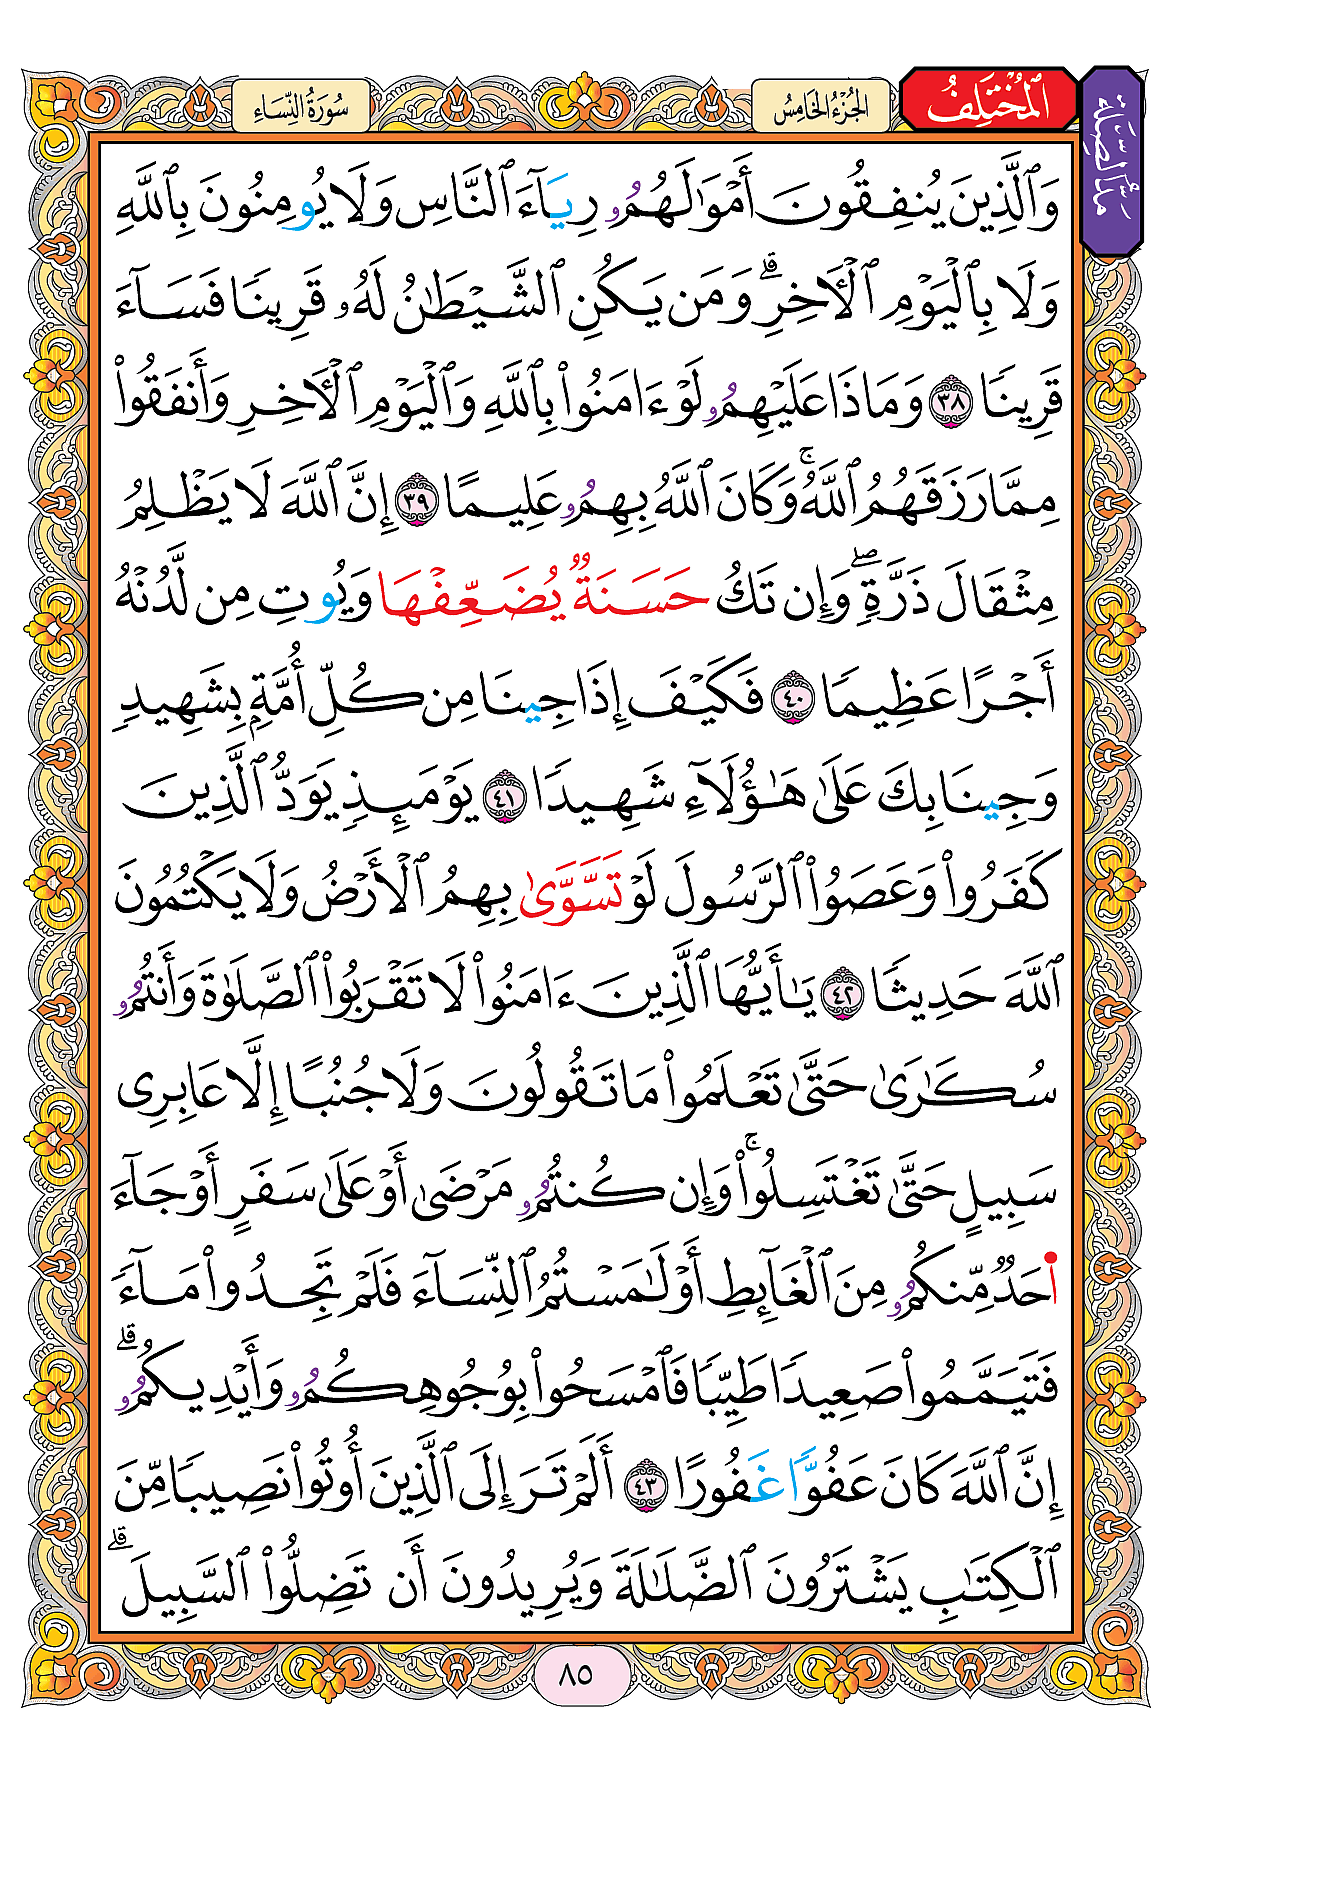 سُورَةُ النِّسَاءِ
الجُزْءُ الخَامِسُ
ٱلْمُخْتَلِفُ
مَدُّ الصِّلَةِ
وَٱلَّذِينَ يُنفِقُونَ أَمْوَٰلَهُمُۥ رِيَآءَ ٱلنَّاسِ وَلَا يُومِنُونَ بِٱللَّهِ
وَلَا بِٱلْيَوْمِ ٱلْأٓخِرِ ۗ وَمَن يَكُنِ ٱلشَّيْطَٰنُ لَهُۥ قَرِينًا فَسَآءَ
قَرِينًا ٣٨ وَمَاذَا عَلَيْهِمُۥ لَوْ ءَامَنُوا۟ بِٱللَّهِ وَٱلْيَوْمِ ٱلْأٓخِرِ وَأَنفَقُوا۟
مِمَّا رَزَقَهُمُ ٱللَّهُ ۚ وَكَانَ ٱللَّهُ بِهِمُۥ عَلِيمًا ٣٩ إِنَّ ٱللَّهَ لَا يَظْلِمُ
مِثْقَالَ ذَرَّةٍ ۖ وَإِن تَكُ حَسَنَةٌ يُضَعِّفْهَا وَيُوتِ مِن لَّدُنْهُ
أَجْرًا عَظِيمًا ٤٠ فَكَيْفَ إِذَا جِينَا مِن كُلِّ أُمَّةٍۭ بِشَهِيدٍ
وَجِينَا بِكَ عَلَىٰ هَٰٓؤُلَآءِ شَهِيدًا ٤١ يَوْمَئِذٍ يَوَدُّ ٱلَّذِينَ
كَفَرُوا۟ وَعَصَوُا۟ ٱلرَّسُولَ لَوْ تَسَّوَّىٰ بِهِمُ ٱلْأَرْضُ وَلَا يَكْتُمُونَ
ٱللَّهَ حَدِيثًا ٤٢ يَٰٓأَيُّهَا ٱلَّذِينَ ءَامَنُوا۟ لَا تَقْرَبُوا۟ ٱلصَّلَوٰةَ وَأَنتُمُۥ
سُكَٰرَىٰ حَتَّىٰ تَعْلَمُوا۟ مَا تَقُولُونَ وَلَا جُنُبًا إِلَّا عَابِرِى
سَبِيلٍ حَتَّىٰ تَغْتَسِلُوا۟ ۚ وَإِن كُنتُمُۥ مَرْضَىٰ أَوْ عَلَىٰ سَفَرٍ أَوْ جَآءَ
اَحَدٌ مِّنكُمُۥ مِنَ ٱلْغَآئِطِ أَوْ لَٰمَسْتُمُ ٱلنِّسَآءَ فَلَمْ تَجِدُوا۟ مَآءً
فَتَيَمَّمُوا۟ صَعِيدًا طَيِّبًا فَٱمْسَحُوا۟ بِوُجُوهِكُمُۥ وَأَيْدِيكُمُۥ ۗ
إِنَّ ٱللَّهَ كَانَ عَفُوًّا غَفُورًا ٤٣ أَلَمْ تَرَ إِلَى ٱلَّذِينَ أُوتُوا۟ نَصِيبًا مِّنَ
ٱلْكِتَٰبِ يَشْتَرُونَ ٱلضَّلَٰلَةَ وَيُرِيدُونَ أَن تَضِلُّوا۟ ٱلسَّبِيلَ ۗ
٨٥